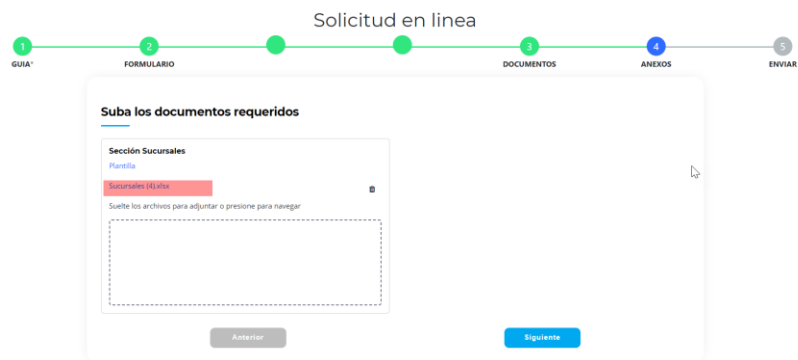 Solicitud en linea
1 2 3 4 5
GUIA* FORMULARIO DOCUMENTOS ANEXOS ENVIAR
Suba los documentos requeridos
Sección Sucursales
Plantilla
Sucursales (4).xlsx
Suelte los archivos para adjuntar o presione para navegar
Anterior Siguiente